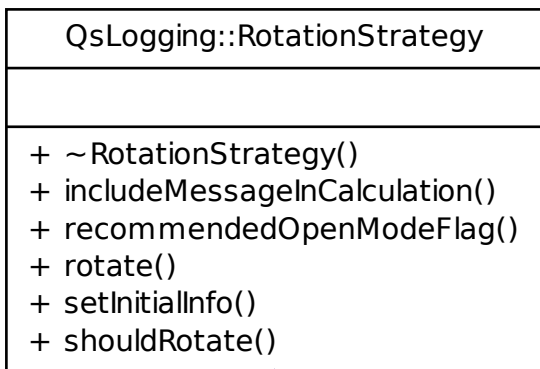 QsLogging::RotationStrategy
+ ~RotationStrategy()
+ includeMessageInCalculation()
+ recommendedOpenModeFlag()
+ rotate()
+ setInitialInfo()
+ shouldRotate()